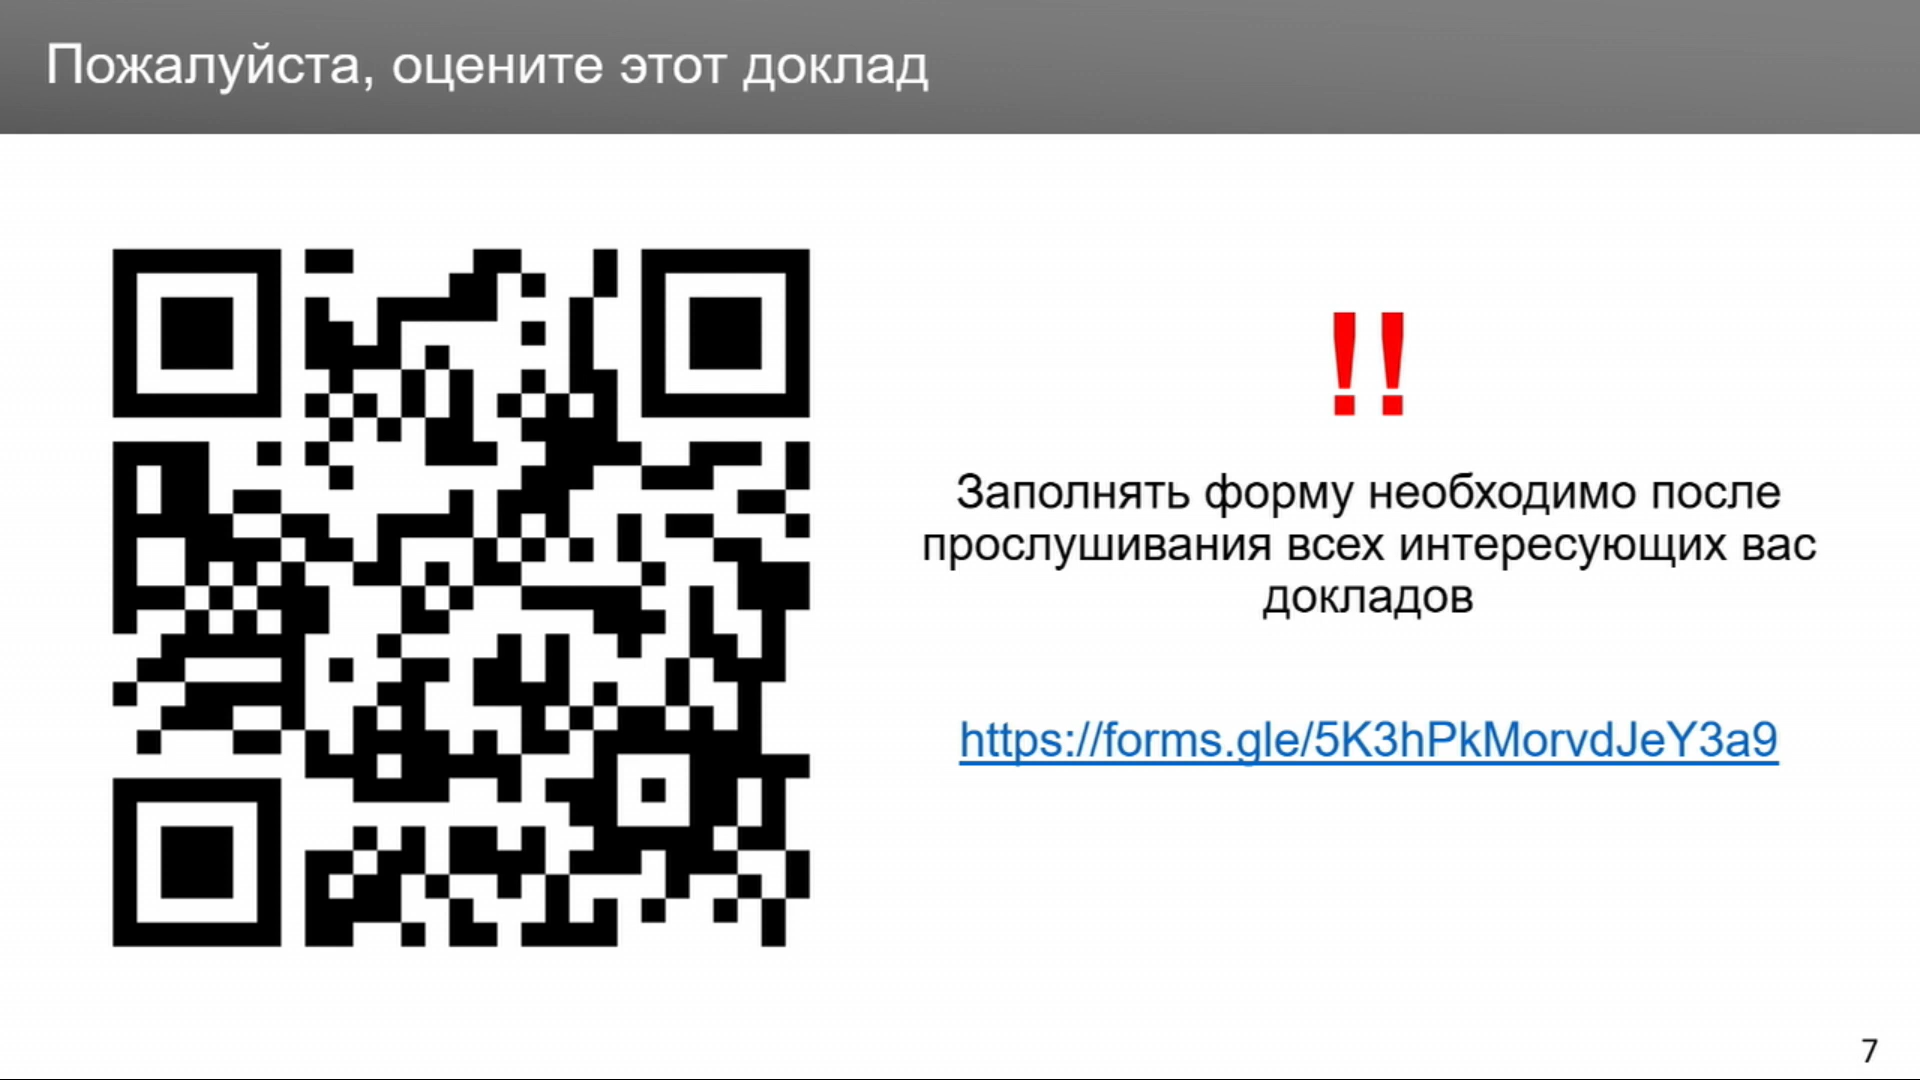 Пожалуйста, оцените этот доклад
!!
Заполнять форму необходимо после
прослушивания всех интересующих вас
докладов
https://forms.gle/5K3hPkMorvdJeY3a9
7